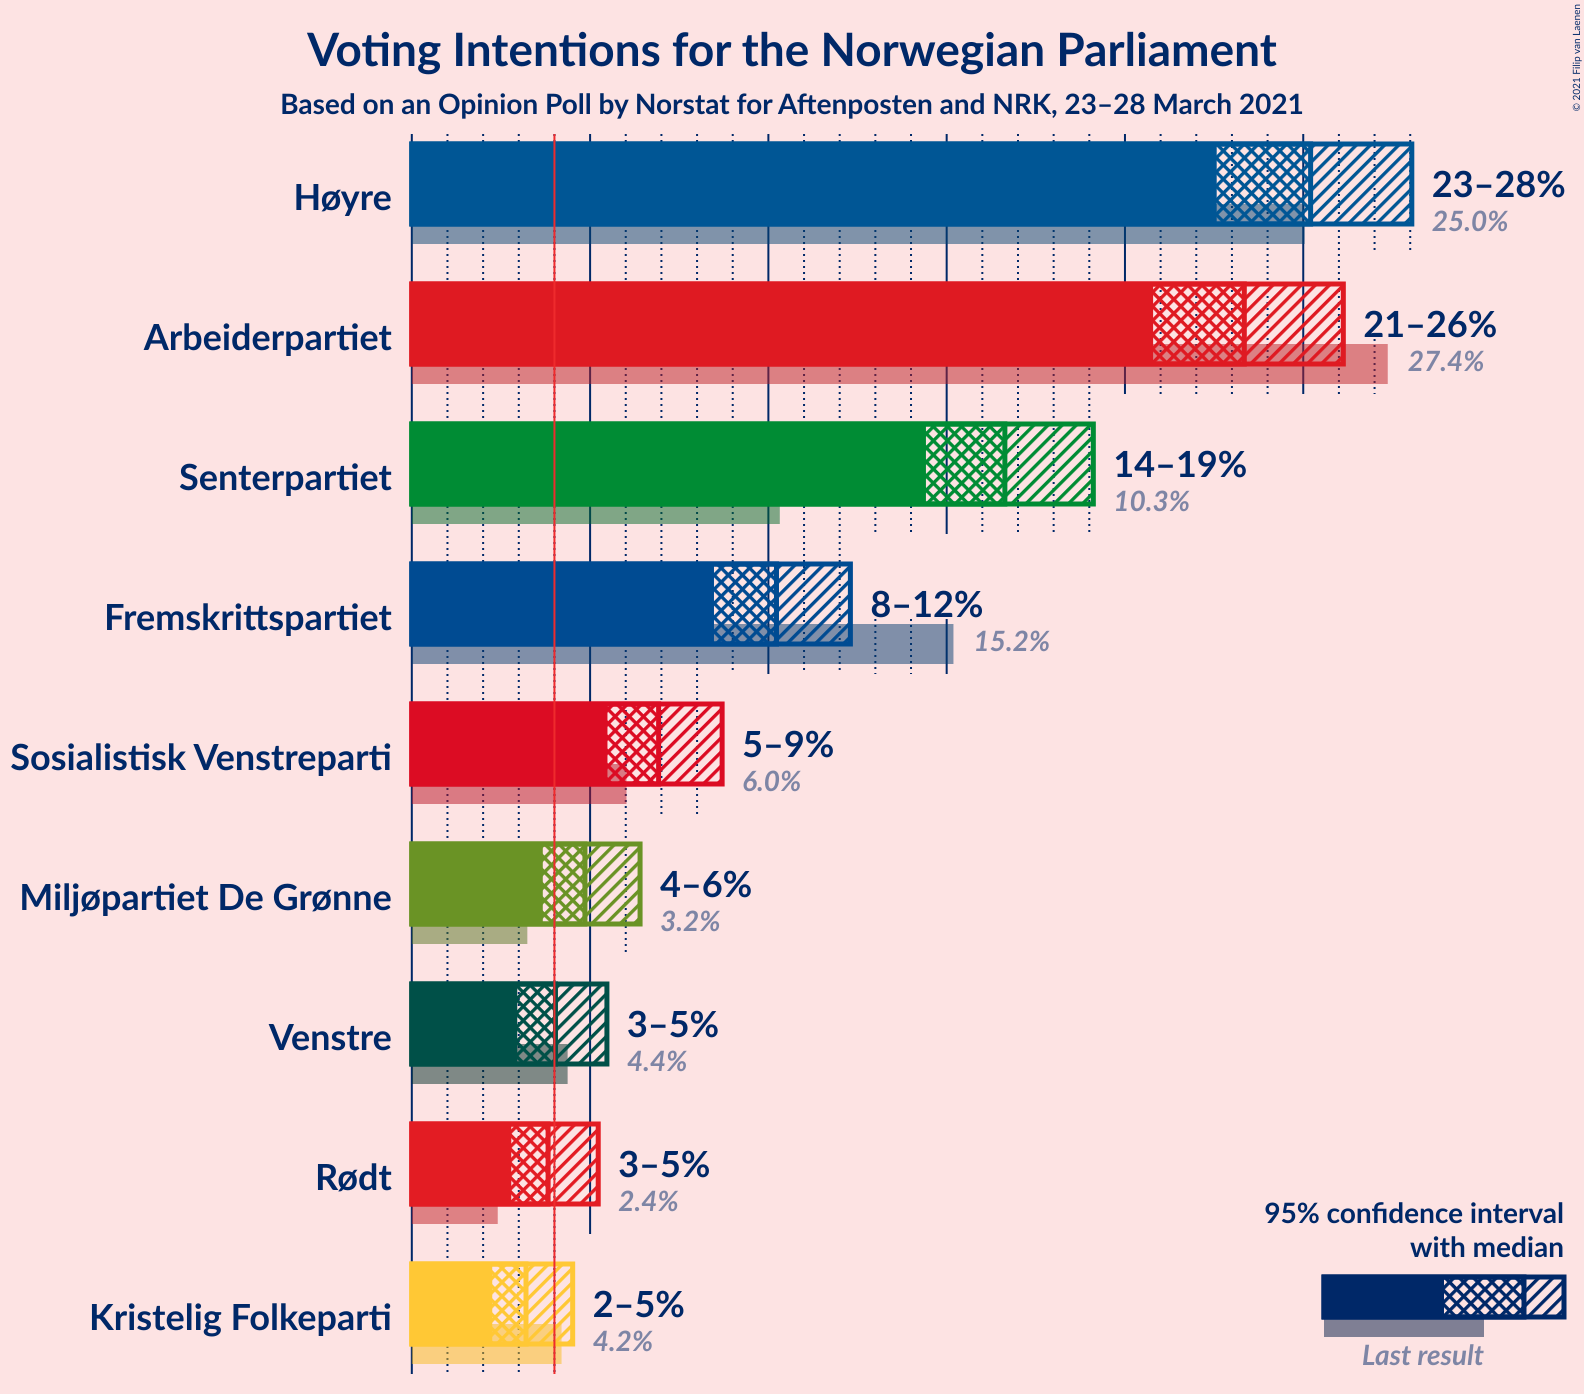 Voting Intentions for the Norwegian Parliament
Based on an Opinion Poll by Norstat for Aftenposten and NRK, 23–28 March 2021
© 2021 Filip van Laenen
Høyre
23–28%
25.0%
Arbeiderpartiet
21–26%
27.4%
Senterpartiet
14–19%
10.3%
Fremskrittspartiet
8–12%
15.2%
Sosialistisk Venstreparti
5–9%
6.0%
Miljøpartiet De Grønne
4–6%
3.2%
Venstre
3–5%
4.4%
Rødt
3–5%
2.4%
Kristelig Folkeparti
2–5%
4.2%
95% confidence interval
with median
Last result